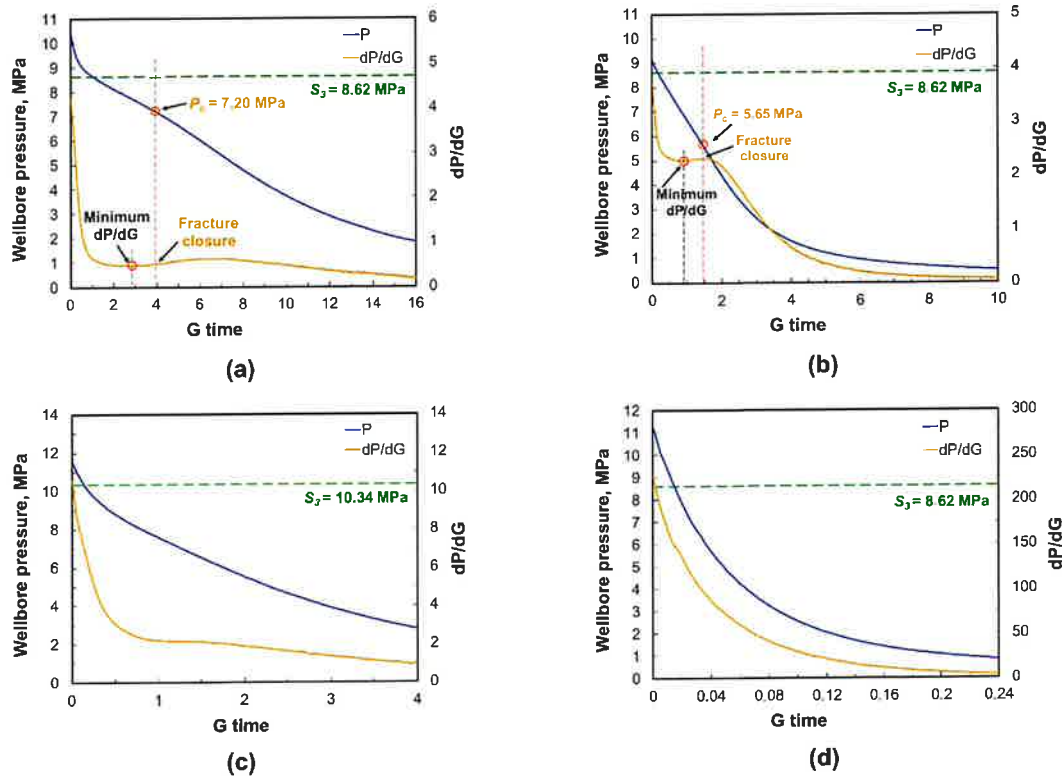 11
10
9
8
7
6
5
4
3
2
1
0
Wellbore pressure, MPa
P
dP/dG
S3 = 8.62 MPa
Pc = 7.20 MPa
Minimum
dP/dG
Fracture
closure
6
5
4
3
2
1
0
dP/dG
0 2 4 6 8 10 12 14 16
G time
(a)
11
10
9
8
7
6
5
4
3
2
1
0
Wellbore pressure, MPa
P
dP/dG
S3 = 8.62 MPa
Pc = 5.65 MPa
Fracture
closure
Minimum
dP/dG
5
4
3
2
1
0
dP/dG
0 2 4 6 8 10
G time
(b)
14
12
10
8
6
4
2
0
Wellbore pressure, MPa
P
dP/dG
S3 = 10.34 MPa
14
12
10
8
6
4
2
0
dP/dG
0 1 2 3 4
G time
(c)
12
11
10
9
8
7
6
5
4
3
2
1
0
Wellbore pressure, MPa
P
dP/dG
S3 = 8.62 MPa
300
250
200
150
100
50
0
dP/dG
0 0.04 0.08 0.12 0.16 0.2 0.24
G time
(d)